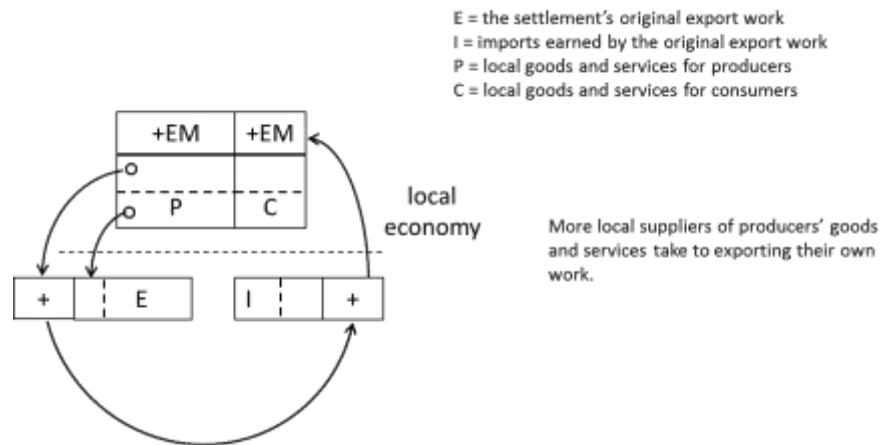 E = the settlement's original export work
I = imports earned by the original export work
P = local goods and services for producers
C = local goods and services for consumers
+EM +EM
P C
local
economy
More local suppliers of producers' goods
and services take to exporting their own
work.
+ E I +